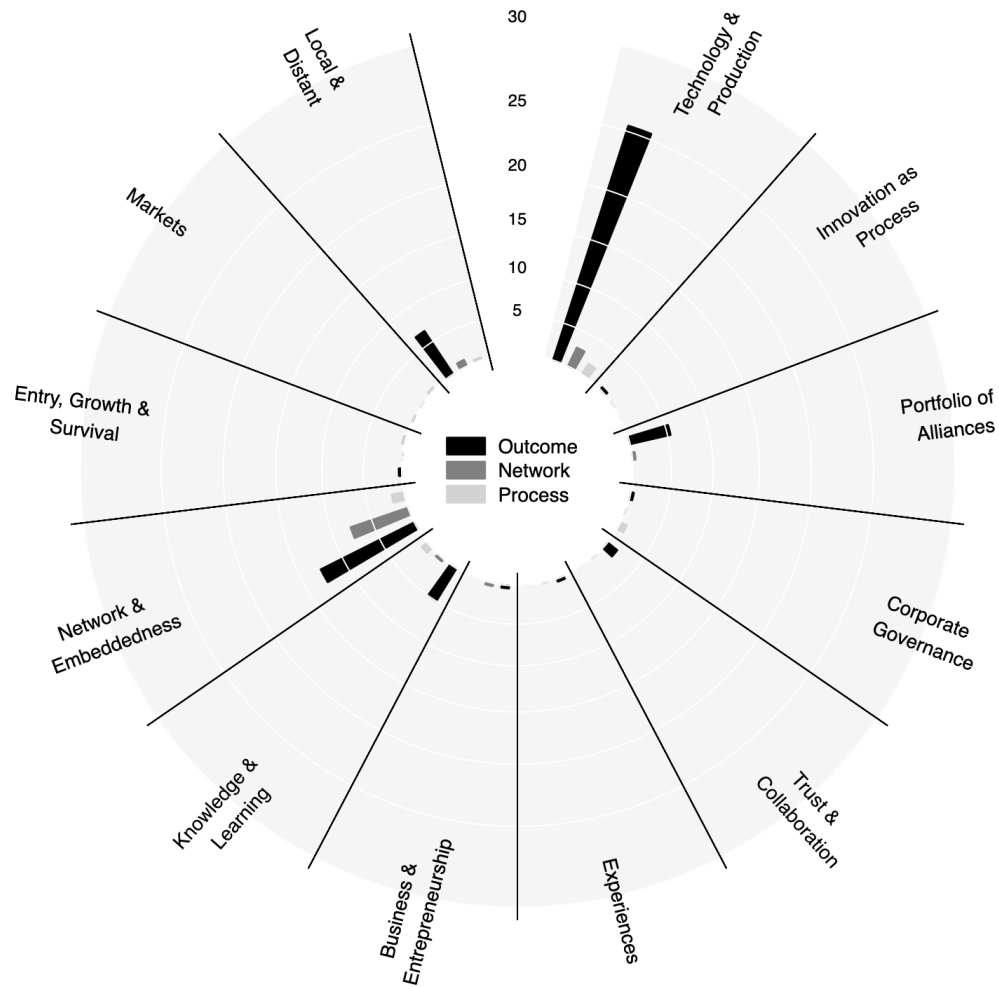 30
25
20
15
10
5
Technology &
Production
Innovation as
Process
Portfolio of
Alliances
Corporate
Governance
Trust &
Collaboration
Experiences
Business &
Entrepreneurship
Knowledge &
Learning
Network &
Embeddedness
Entry, Growth &
Survival
Markets
Local &
Distant
Outcome
Network
Process